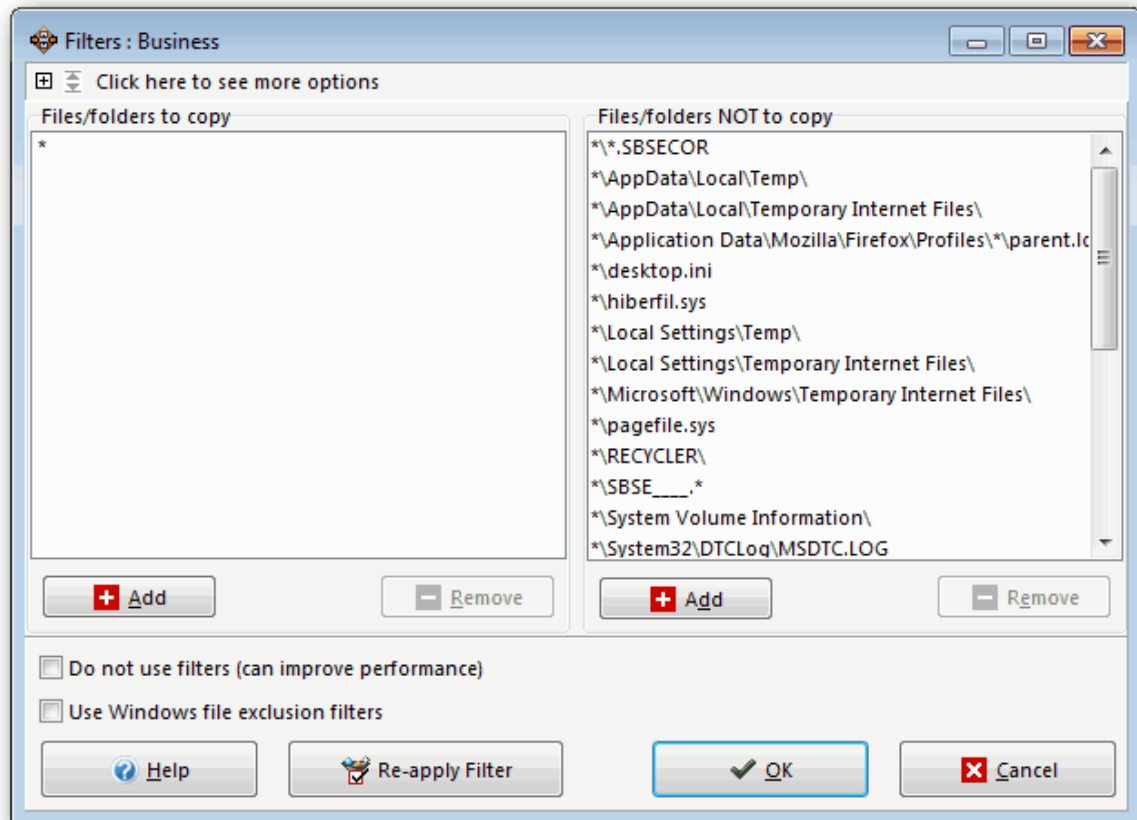 Filters : Business
Click here to see more options
Files/folders to copy
*
Add
Remove
Files/folders NOT to copy
*\*.SBSECOR
*\AppData\Local\Temp\
*\AppData\Local\Temporary Internet Files\
*\Application Data\Mozilla\Firefox\Profiles\*\parent.lc
*\desktop.ini
*\hiberfil.sys
*\Local Settings\Temp\
*\Local Settings\Temporary Internet Files\
*\Microsoft\Windows\Temporary Internet Files\
*\pagefile.sys
*\RECYCLER\
*\SBSE____.*
*\System Volume Information\
*\System32\DTCLog\MSDTC.LOG
Add
Remove
Do not use filters (can improve performance)
Use Windows file exclusion filters
Help
Re-apply Filter
OK
Cancel